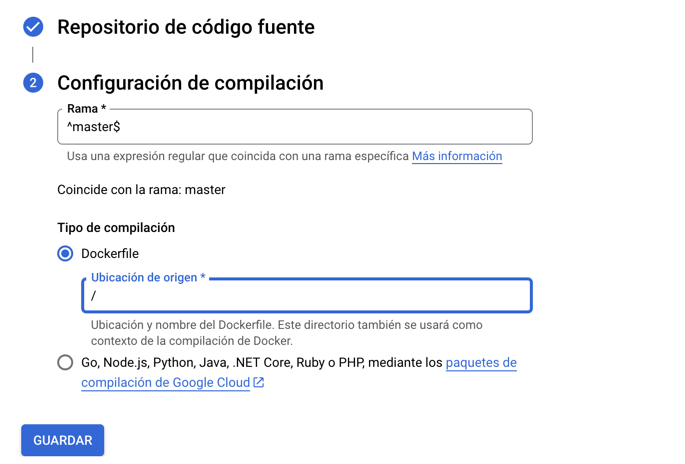 Repositorio de código fuente
2 Configuración de compilación
Rama *
^master$
Usa una expresión regular que coincida con una rama específica Más información
Coincide con la rama: master
Tipo de compilación
Dockerfile
Ubicación de origen *
/
Ubicación y nombre del Dockerfile. Este directorio también se usará como
contexto de la compilación de Docker.
Go, Node.js, Python, Java, .NET Core, Ruby o PHP, mediante los paquetes de
compilación de Google Cloud
GUARDAR